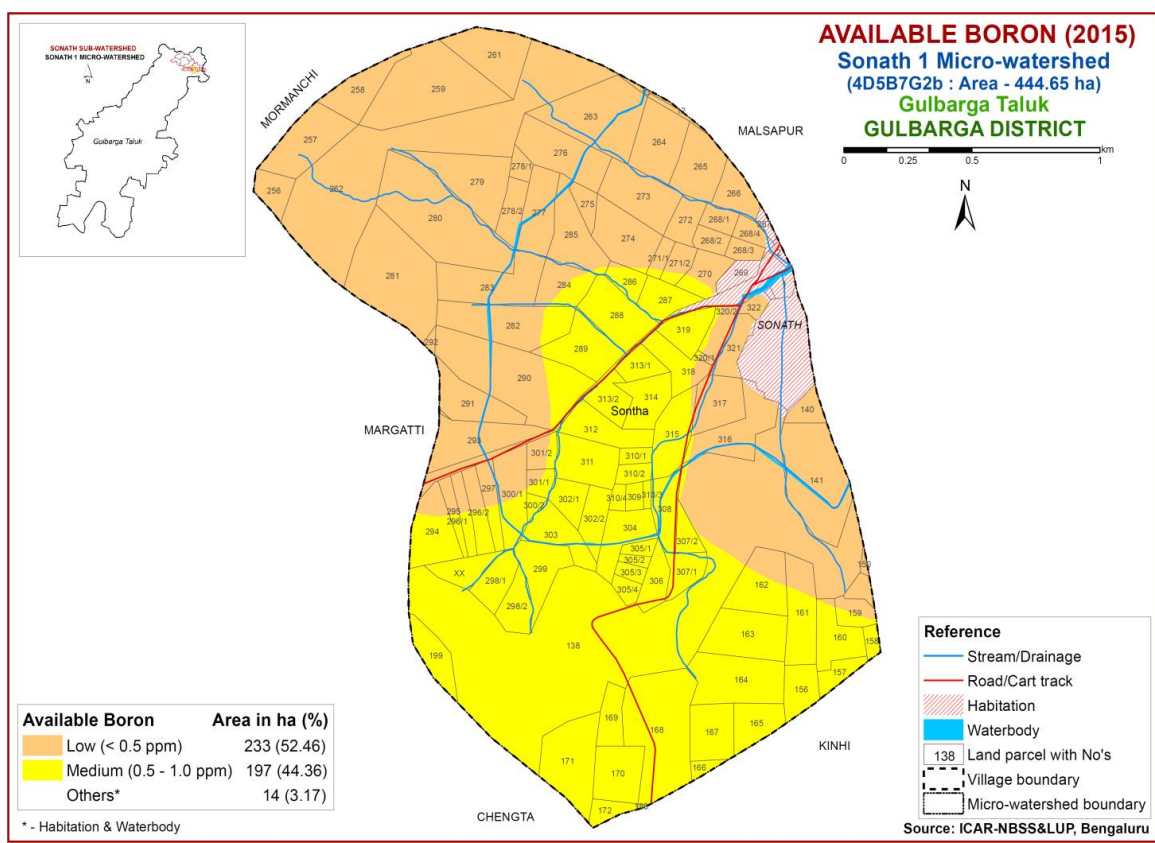 SONATH SUB-WATERSHED
SONATH 1 MICRO-WATERSHED
N
Gulbarga Taluk
AVAILABLE BORON (2015)
Sonath 1 Micro-watershed
(4D5B7G2b : Area - 444.65 ha)
Gulbarga Taluk
GULBARGA DISTRICT
0 0.25 0.5 1 km
N
MORMANCHI
MALSAPUR
261
258 259
263
257
276 264
278/1 265
256 262 279 266
273
278/2 277 275 272 268/1
280 268/4
285 274 268/2 268/3
271/1 271/2
281 270 269
286
283 284 287
288 320/2 322
282 319 SONATH
292 289 321
313/1 320/1
290 318
313/2 314 317
291 Sontha 140
MARGATTI 312 315
293 316
301/2 310/1
311
297 301/1 310/2 141
300/1 302/1 310/4 309 310/3
295 296/2 300/2 308
296/1 302/2
294 303 304
305/1 307/2
305/2
XX 299 305/3 307/1 150
298/1 305/4 306 162
298/2 161 159
163 160 158
138
199 157
164 156
169 165
168 167
171 170 166
172
KINHI
CHENGTA
Available Boron Area in ha (%)
Low (< 0.5 ppm) 233 (52.46)
Medium (0.5 - 1.0 ppm) 197 (44.36)
Others* 14 (3.17)
* - Habitation & Waterbody
Reference
Stream/Drainage
Road/Cart track
Habitation
Waterbody
138 Land parcel with No's
Village boundary
Micro-watershed boundary
Source: ICAR-NBSS&LUP, Bengaluru